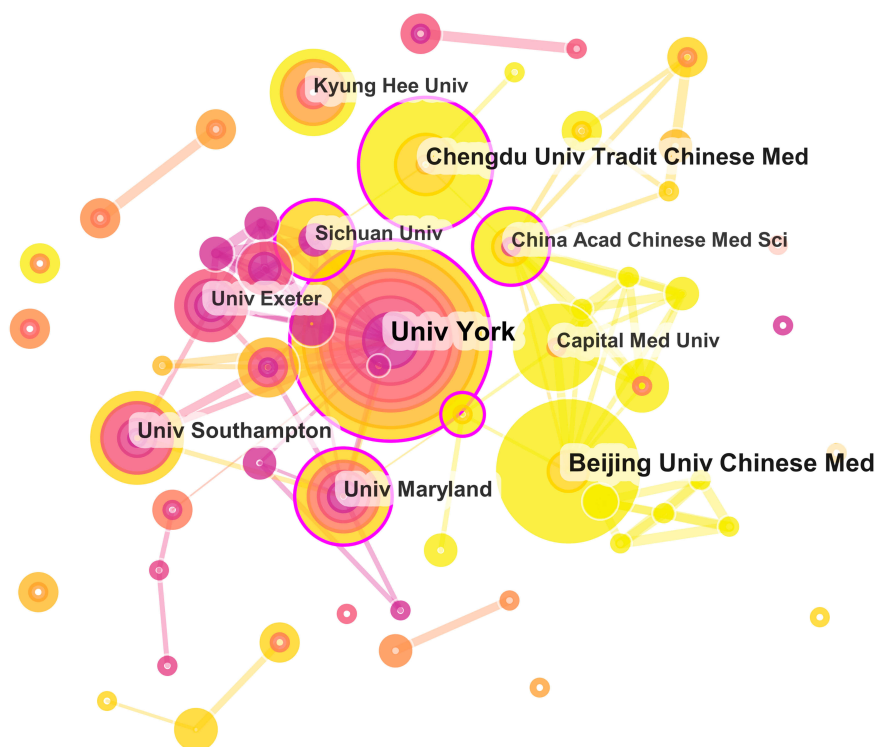 Kyung Hee Univ
Chengdu Univ Tradit Chinese Med
Sichuan Univ
China Acad Chinese Med Sci
Univ Exeter
Univ York
Capital Med Univ
Univ Southampton
Beijing Univ Chinese Med
Univ Maryland